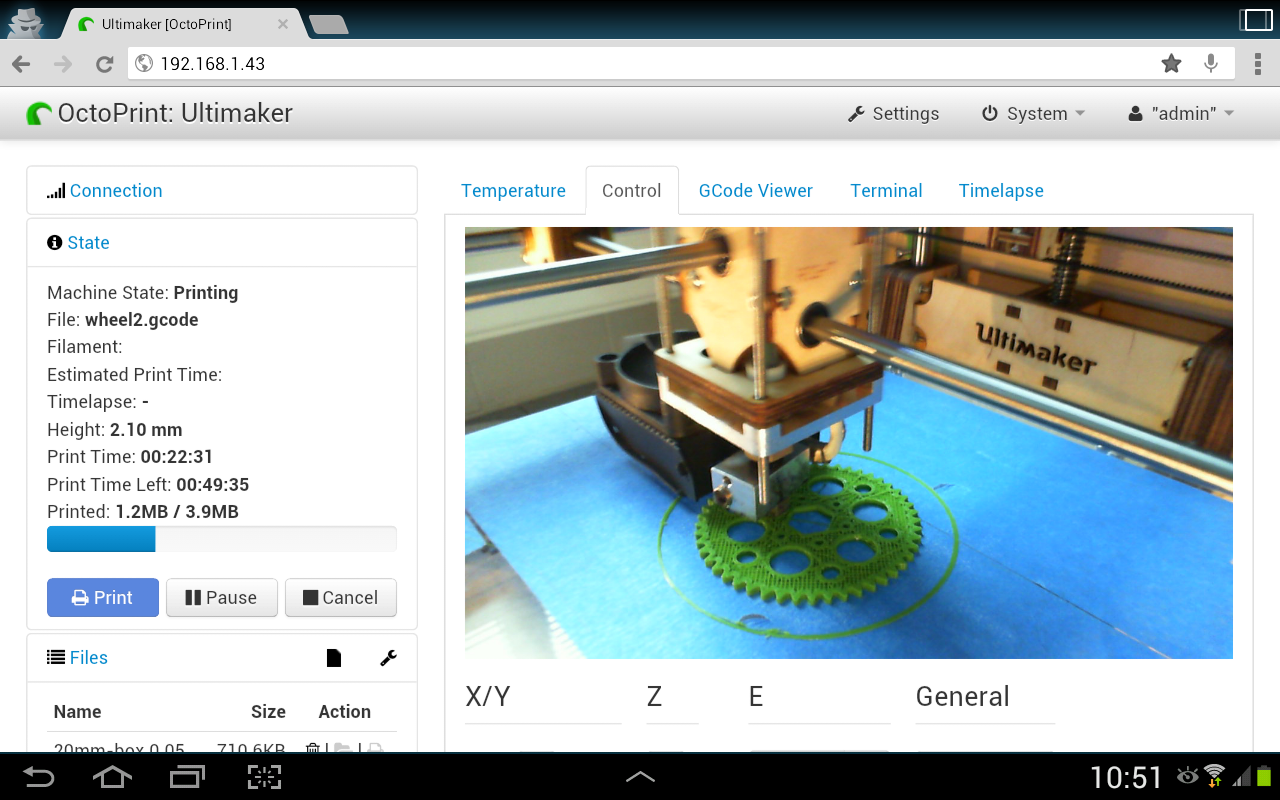 Ultimaker [OctoPrint]
192.168.1.43
OctoPrint: Ultimaker
Settings
System
"admin"
Connection
State
Machine State: Printing
File: wheel2.gcode
Filament:
Estimated Print Time:
Timelapse: -
Height: 2.10 mm
Print Time: 00:22:31
Print Time Left: 00:49:35
Printed: 1.2MB / 3.9MB
Print
Pause
Cancel
Files
Name Size Action
20mm-box 0.05 710.6KB
Temperature
Control
GCode Viewer
Terminal
Timelapse
Ultimaker
X/Y
Z
E
General
10:51